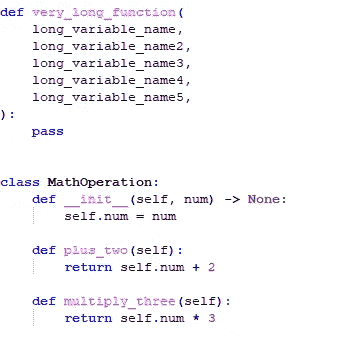 def very_long_function(
    long_variable_name,
    long_variable_name2,
    long_variable_name3,
    long_variable_name4,
    long_variable_name5,
):
    pass
class MathOperation:
    def __init__(self, num) -> None:
        self.num = num
    def plus_two(self):
        return self.num + 2
    def multiply_three(self):
        return self.num * 3